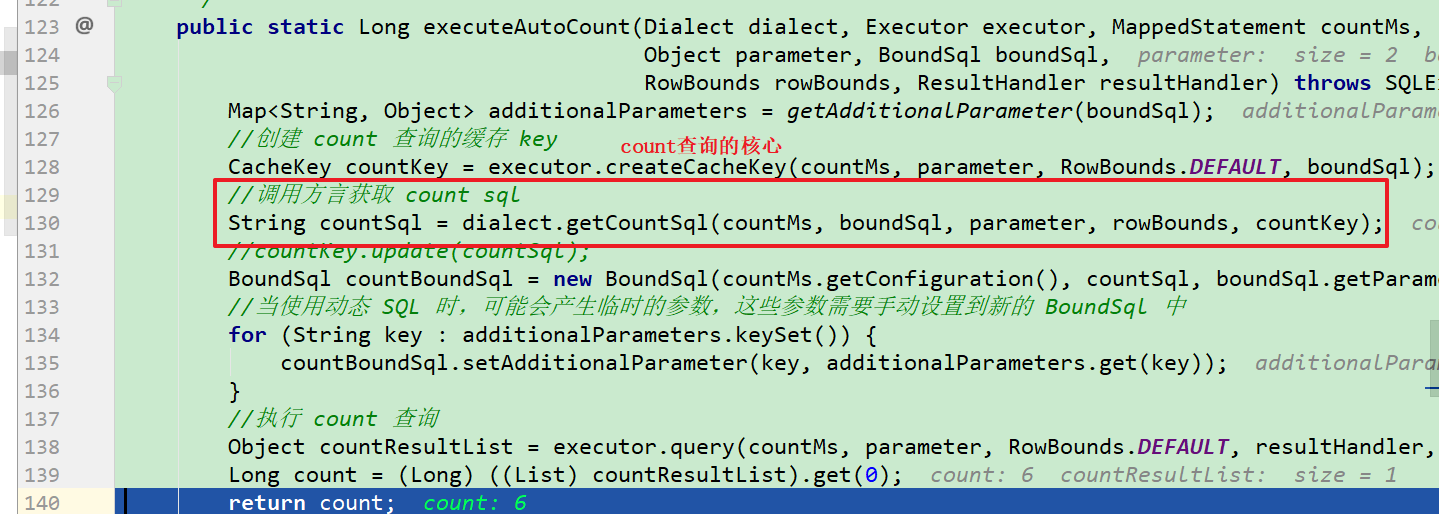 122 */
123 @ public static Long executeAutoCount(Dialect dialect, Executor executor, MappedStatement countMs,
124 Object parameter, BoundSql boundSql, parameter: size = 2
125 RowBounds rowBounds, ResultHandler resultHandler) throws SQLE
126 Map<String, Object> additionalParameters = getAdditionalParameter(boundSql); additionalParam
127 //创建 count 查询的缓存 key
count查询的核心
128 CacheKey countKey = executor.createCacheKey(countMs, parameter, RowBounds.DEFAULT, boundSql);
129 //调用方言获取 count sql
130 String countSql = dialect.getCountSql(countMs, boundSql, parameter, rowBounds, countKey); cou
131 //countKey.update(countSql);
132 BoundSql countBoundSql = new BoundSql(countMs.getConfiguration(), countSql, boundSql.getParame
133 //当使用动态 SQL 时，可能会产生临时的参数，这些参数需要手动设置到新的 BoundSql 中
134 for (String key : additionalParameters.keySet()) {
135 countBoundSql.setAdditionalParameter(key, additionalParameters.get(key)); additionalParam
136 }
137 //执行 count 查询
138 Object countResultList = executor.query(countMs, parameter, RowBounds.DEFAULT, resultHandler,
139 Long count = (Long) ((List) countResultList).get(0); count: 6 countResultList: size = 1
140 return count; count: 6